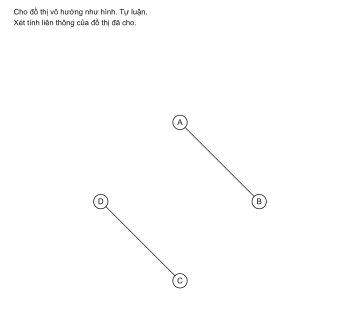 Cho đồ thị vô hướng như hình. Tự luận.
Xét tính liên thông của đồ thị đã cho.
A
D
B
C